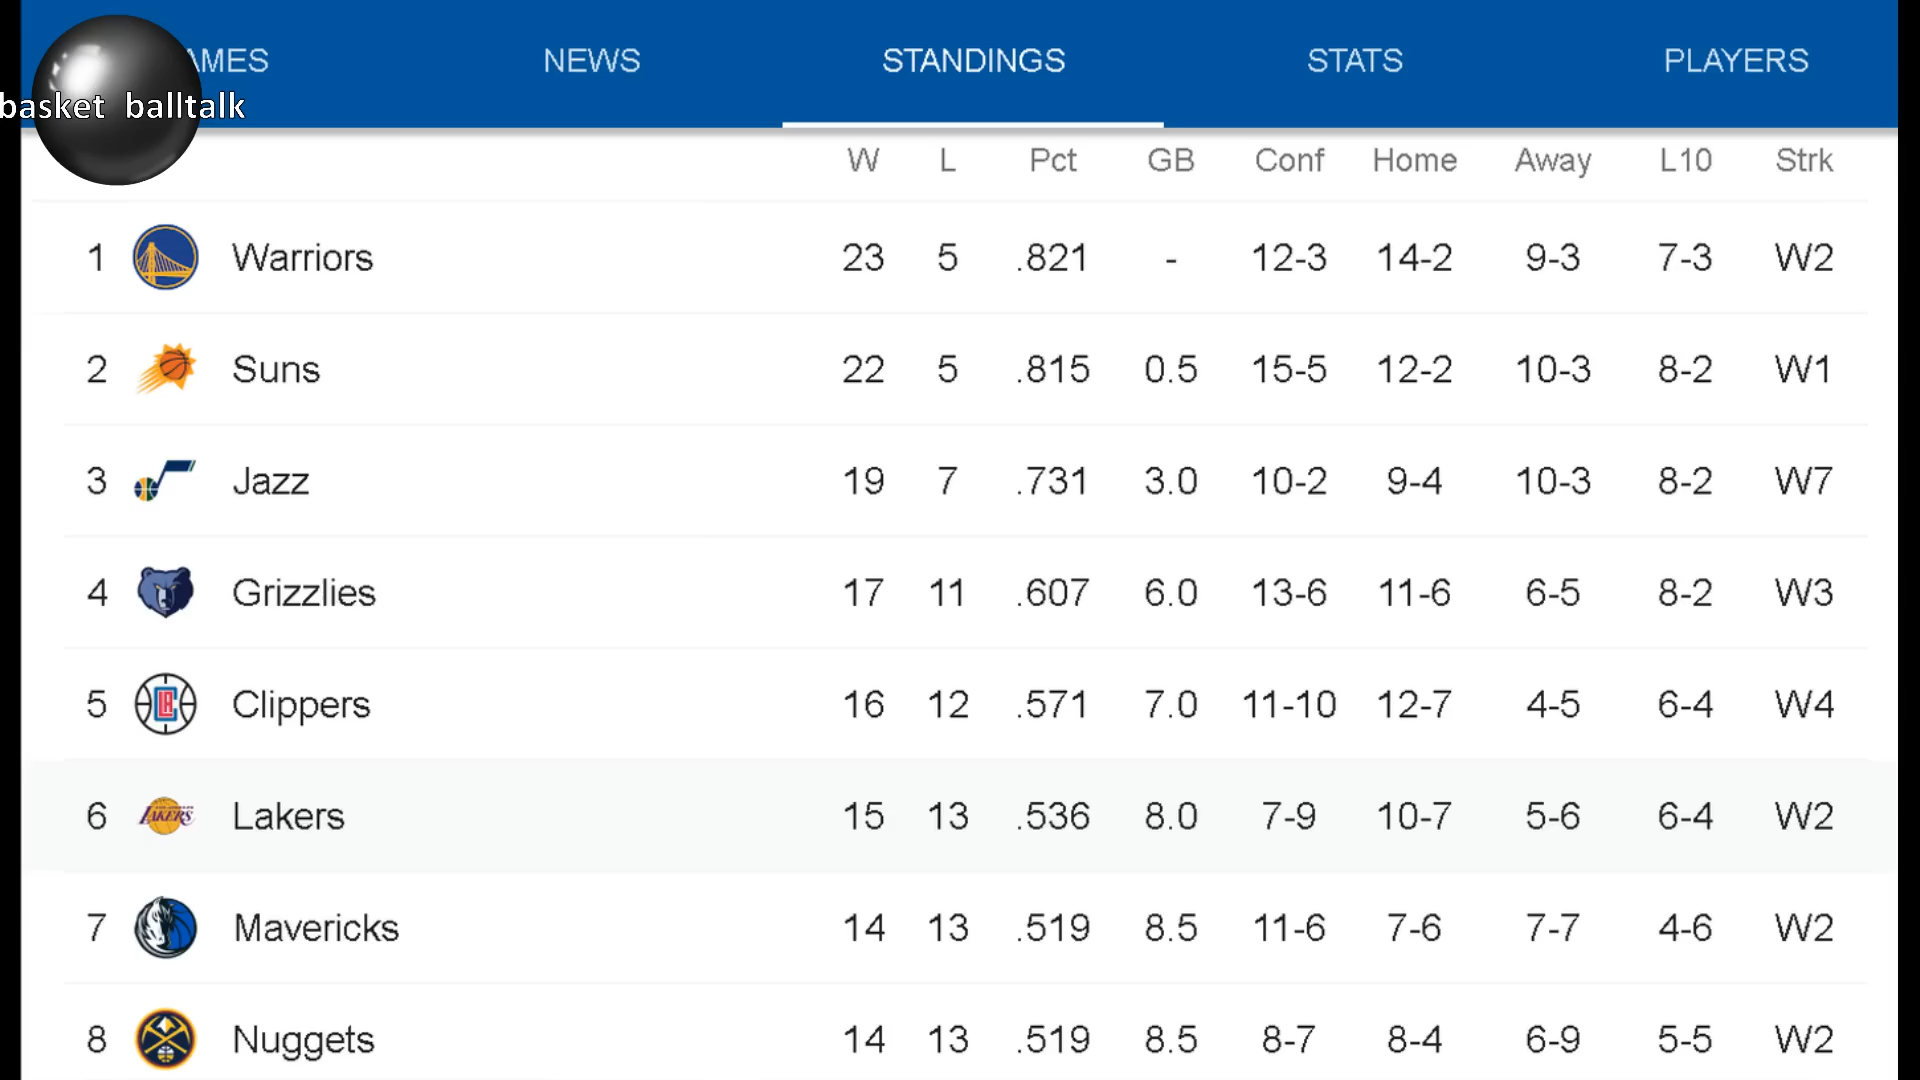 AMES NEWS STANDINGS STATS PLAYERS
basket balltalk
W L Pct GB Conf Home Away L10 Strk
1 Warriors 23 5 .821 - 12-3 14-2 9-3 7-3 W2
2 Suns 22 5 .815 0.5 15-5 12-2 10-3 8-2 W1
3 Jazz 19 7 .731 3.0 10-2 9-4 10-3 8-2 W7
4 Grizzlies 17 11 .607 6.0 13-6 11-6 6-5 8-2 W3
5 LA Clippers 16 12 .571 7.0 11-10 12-7 4-5 6-4 W4
6 LAKERS Lakers 15 13 .536 8.0 7-9 10-7 5-6 6-4 W2
7 Mavericks 14 13 .519 8.5 11-6 7-6 7-7 4-6 W2
8 Nuggets 14 13 .519 8.5 8-7 8-4 6-9 5-5 W2